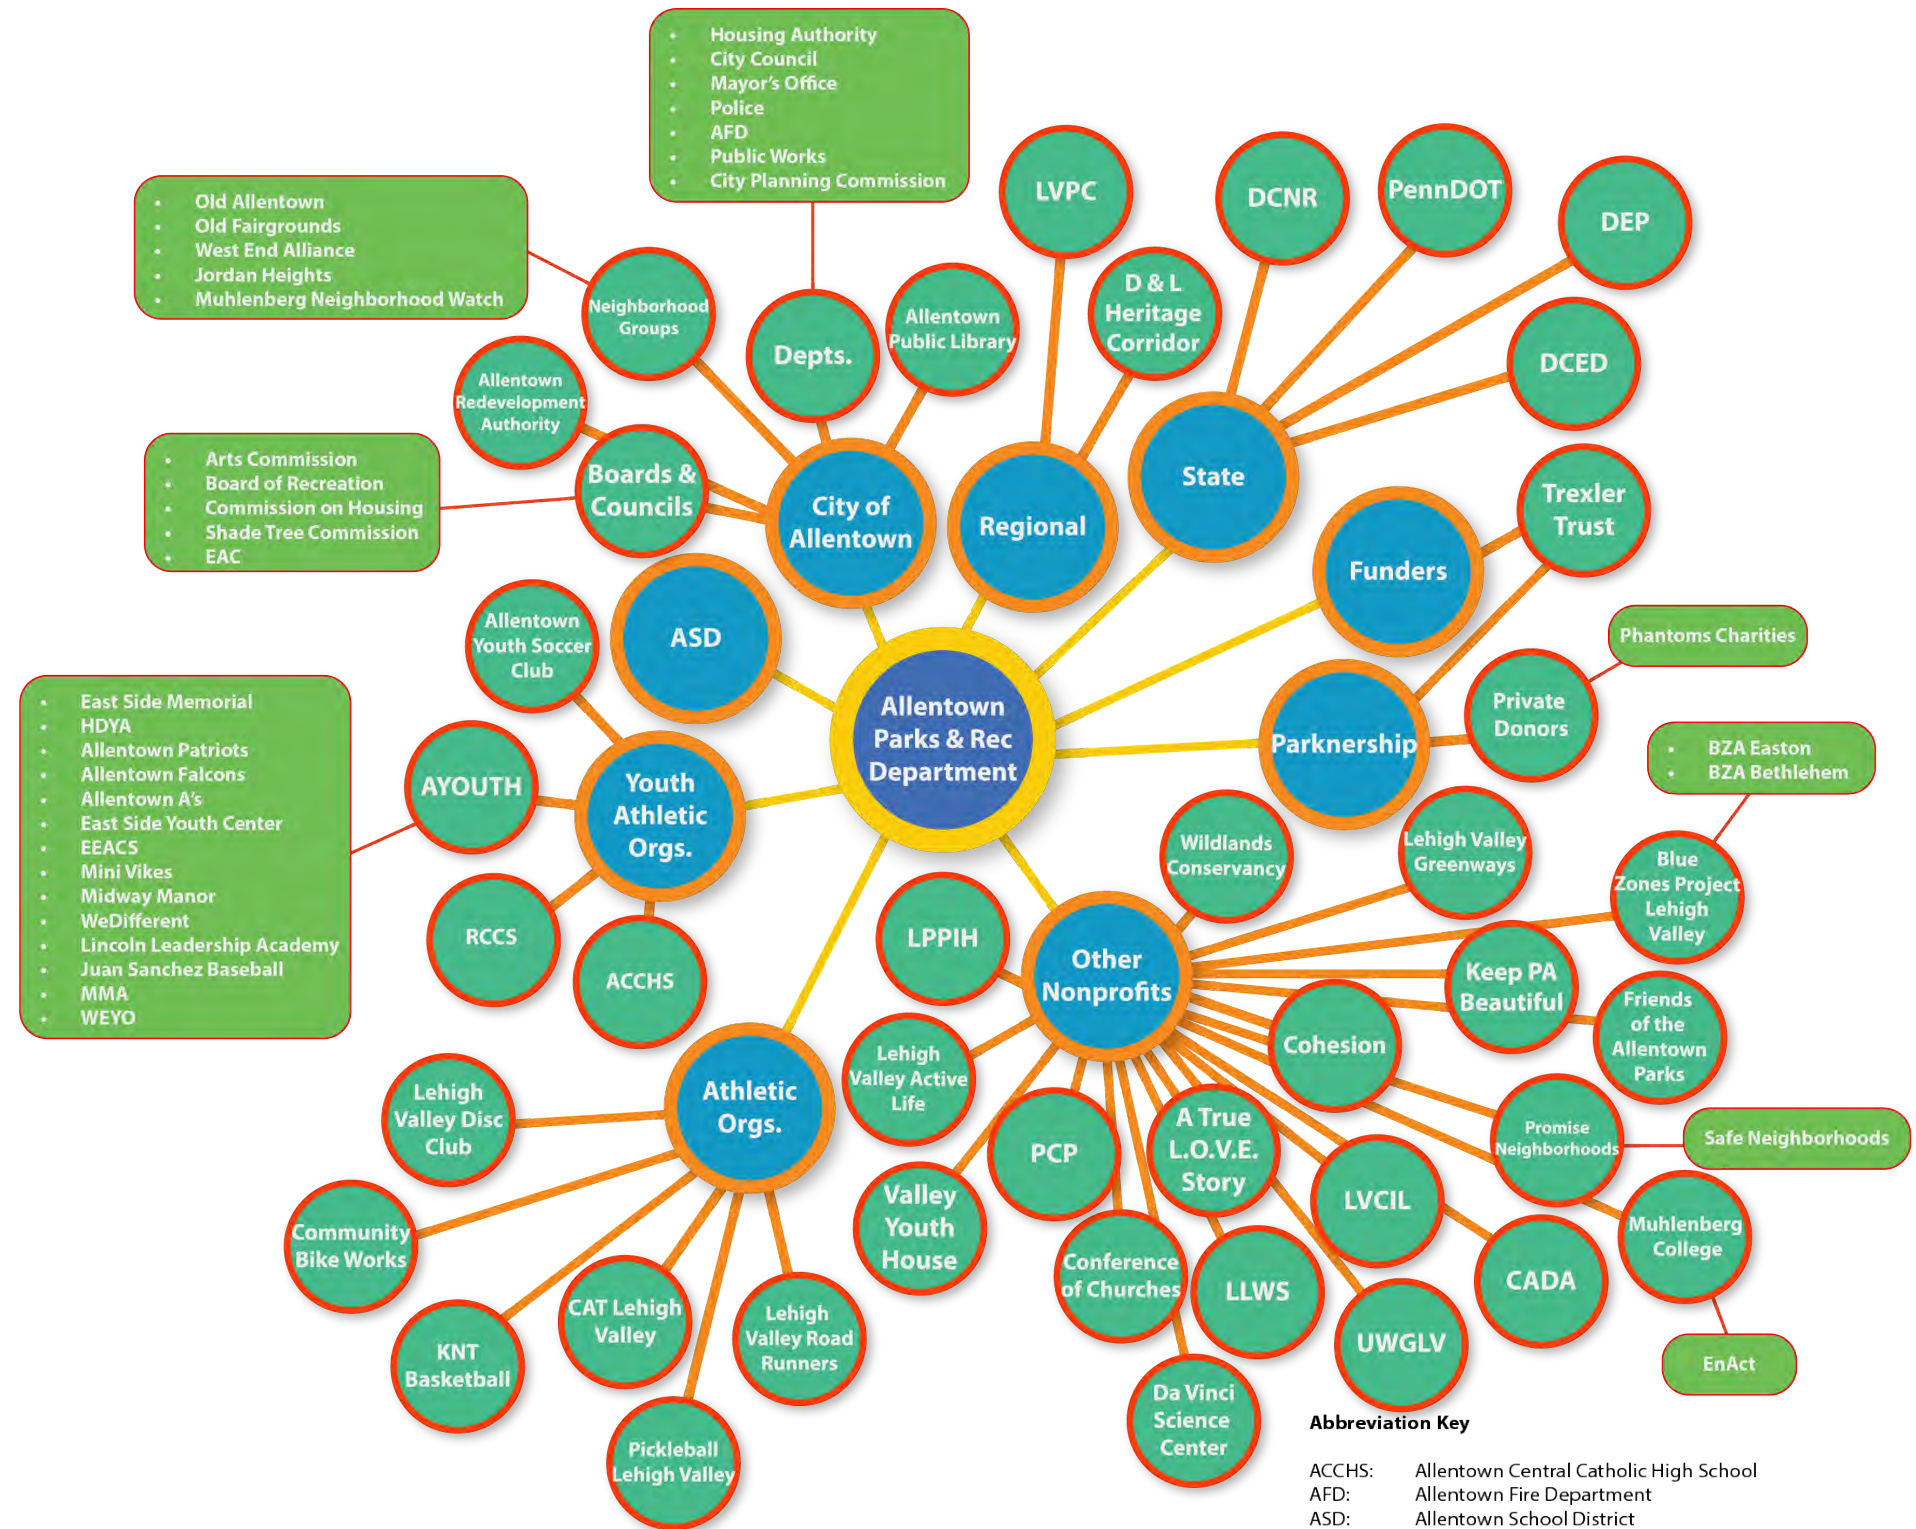 Housing Authority
City Council
Mayor's Office
Police
AFD
Public Works
City Planning Commission
Old Allentown
Old Fairgrounds
West End Alliance
Jordan Heights
Muhlenberg Neighborhood Watch
Neighborhood
Groups
Depts.
Allentown
Public Library
LVPC
D & L
Heritage
Corridor
DCNR
PennDOT
DEP
DCED
Allentown
Redevelopment
Authority
Arts Commission
Board of Recreation
Commission on Housing
Shade Tree Commission
EAC
Boards &
Councils
City of
Allentown
Regional
State
Funders
Trexler
Trust
ASD
Allentown
Youth Soccer
Club
Allentown
Parks & Rec
Department
Parknership
Private
Donors
Phantoms Charities
BZA Easton
BZA Bethlehem
East Side Memorial
HDYA
Allentown Patriots
Allentown Falcons
Allentown A's
East Side Youth Center
EEACS
Mini Vikes
Midway Manor
WeDifferent
Lincoln Leadership Academy
Juan Sanchez Baseball
MMA
WEYO
AYOUTH
Youth
Athletic
Orgs.
RCCS
ACCHS
Wildlands
Conservancy
Lehigh Valley
Greenways
Blue
Zones Project
Lehigh
Valley
LPPIH
Other
Nonprofits
Keep PA
Beautiful
Friends
of the
Allentown
Parks
Cohesion
Lehigh
Valley Active
Life
Athletic
Orgs.
Lehigh
Valley Disc
Club
PCP
A True
L.O.V.E.
Story
Promise
Neighborhoods
Safe Neighborhoods
Valley
Youth
House
LVCIL
Muhlenberg
College
Community
Bike Works
Conference
of Churches
LLWS
CADA
UWGLV
EnAct
KNT
Basketball
CAT Lehigh
Valley
Lehigh
Valley Road
Runners
Da Vinci
Science
Center
Pickleball
Lehigh Valley
Abbreviation Key
ACCHS: Allentown Central Catholic High School
AFD: Allentown Fire Department
ASD: Allentown School District